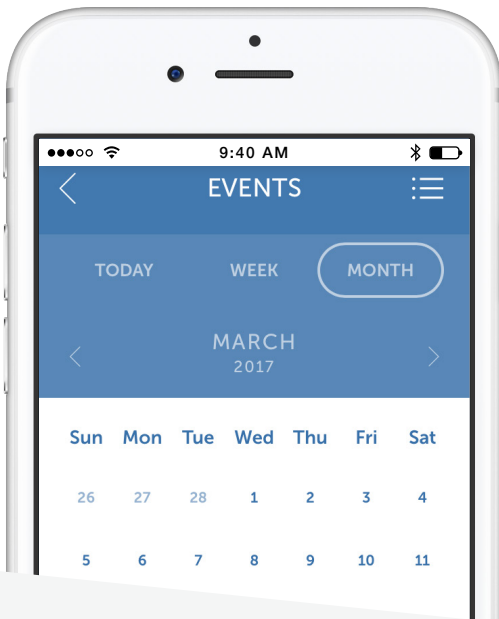 9:40 AM
EVENTS
TODAY WEEK MONTH
MARCH
2017
Sun Mon Tue Wed Thu Fri Sat
26 27 28 1 2 3 4
5 6 7 8 9 10 11